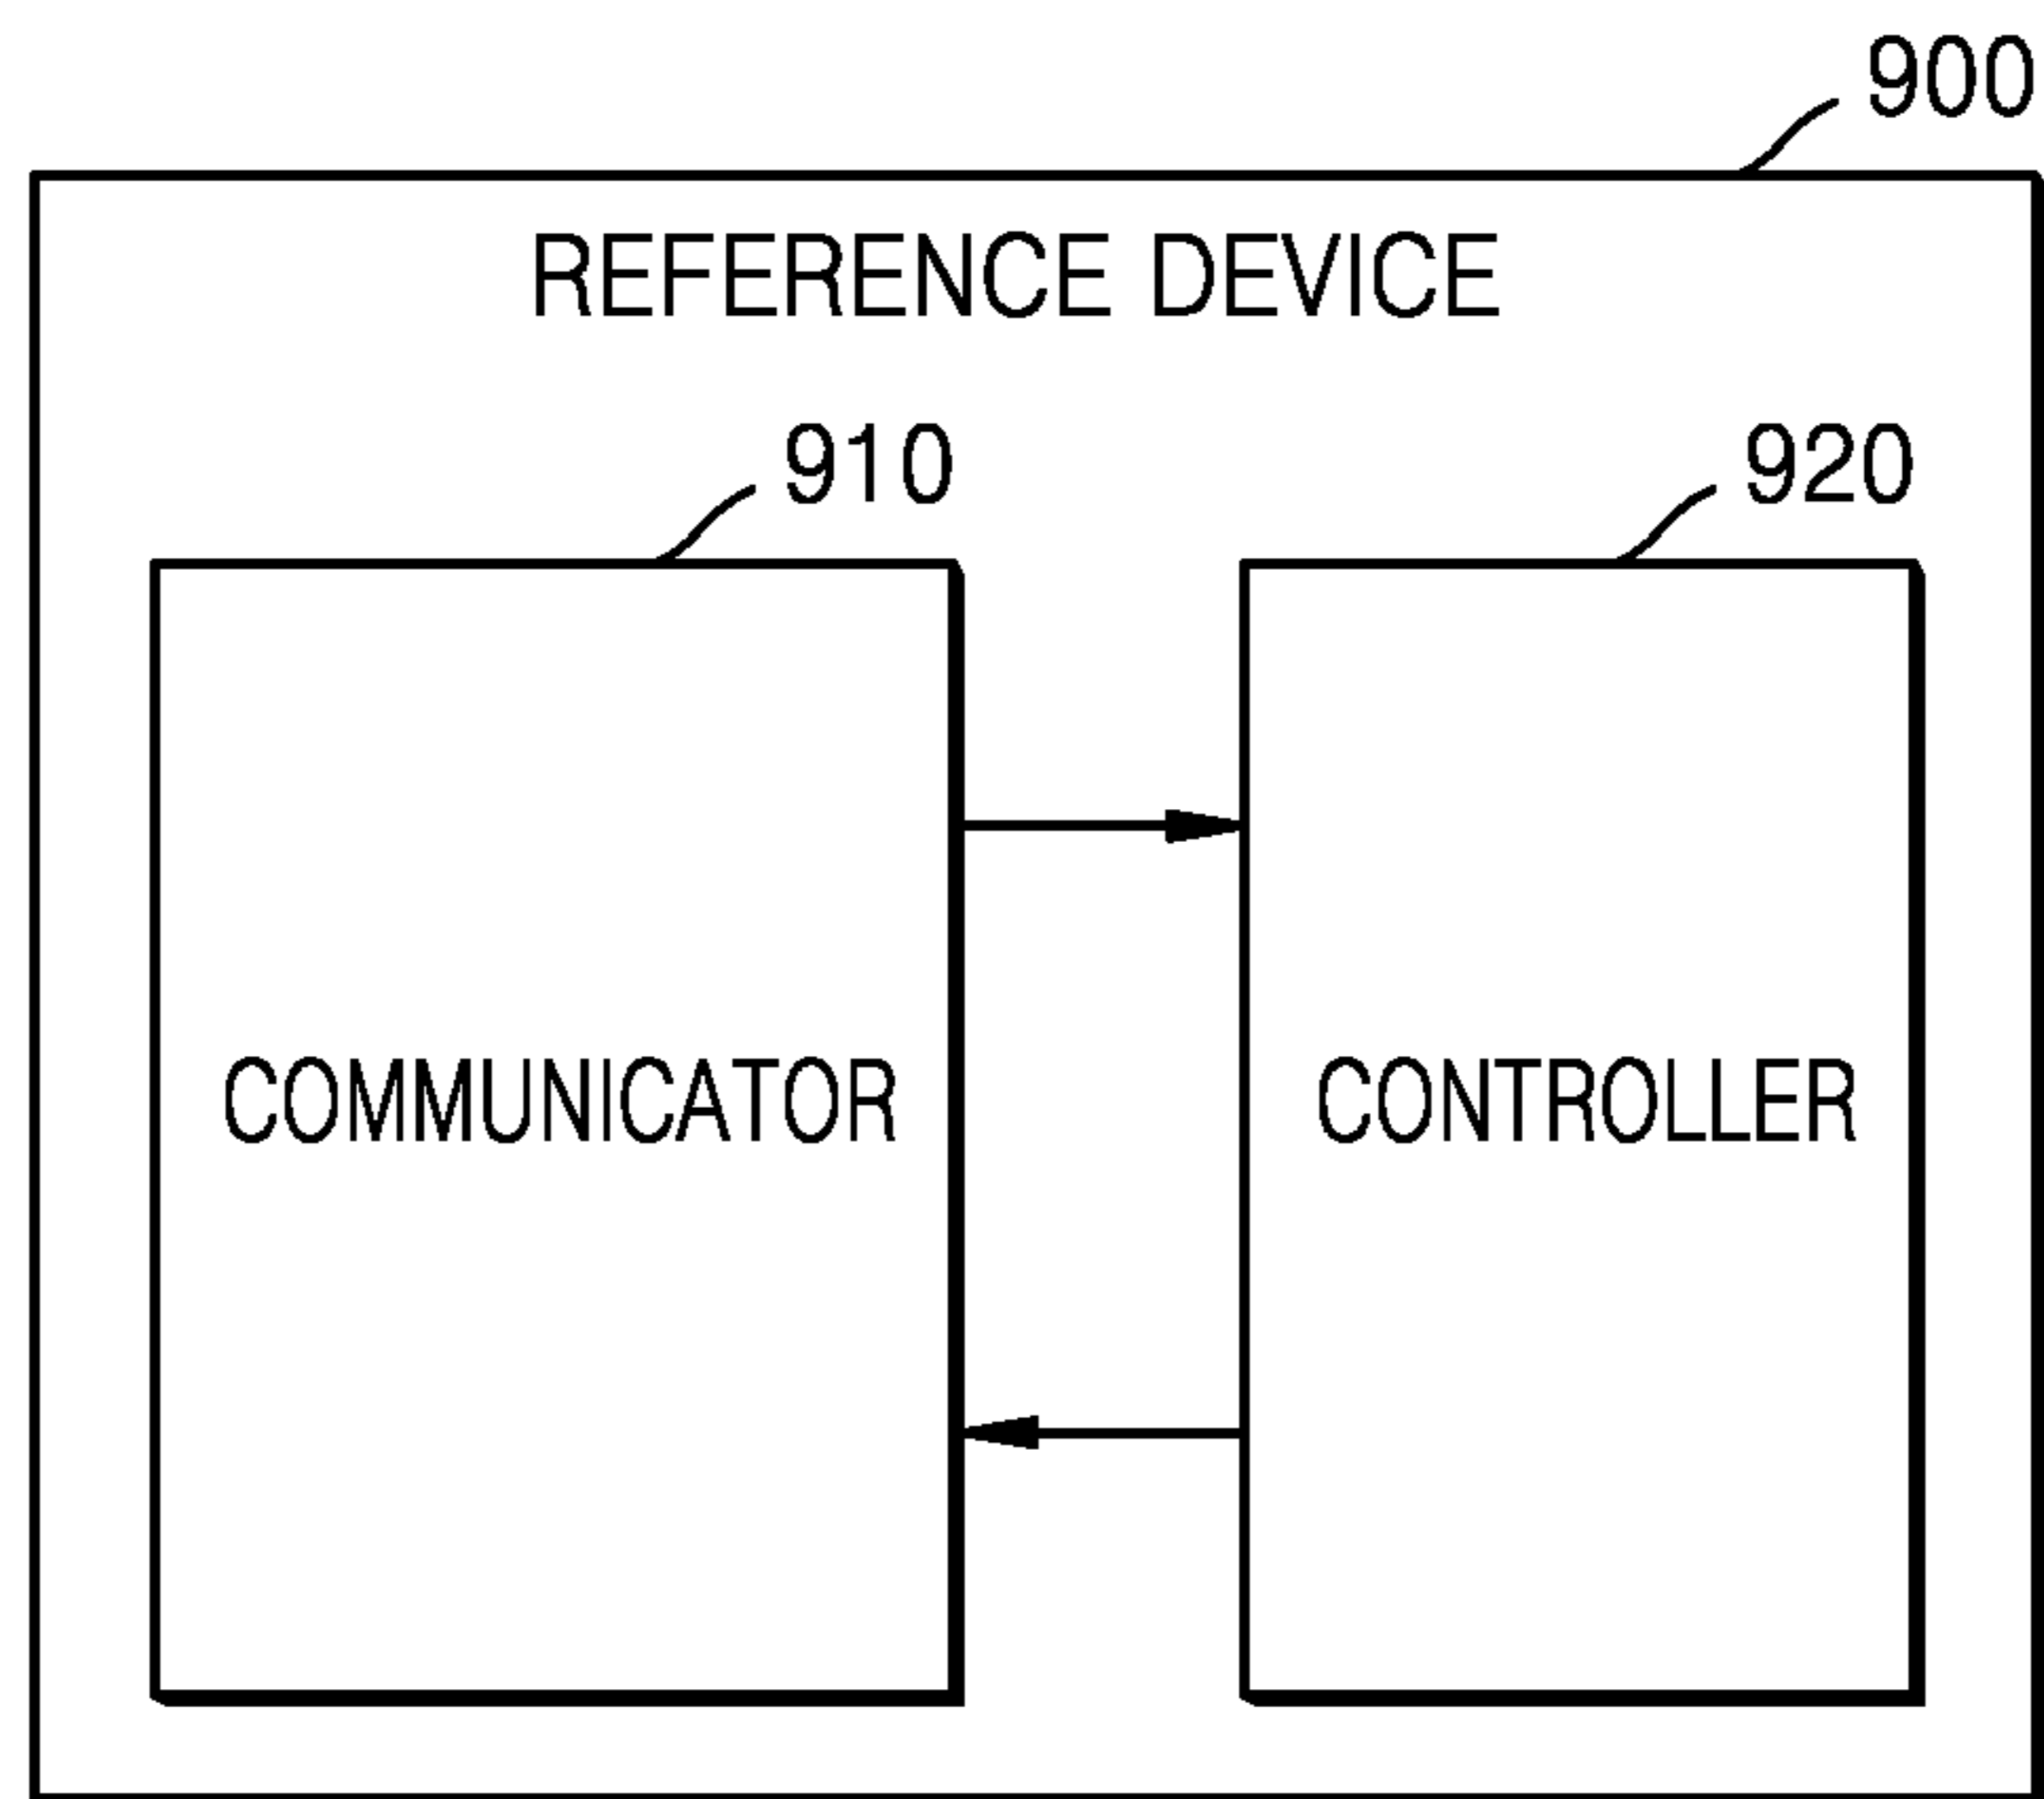 900
REFERENCE DEVICE
910
920
COMMUNICATOR
CONTROLLER